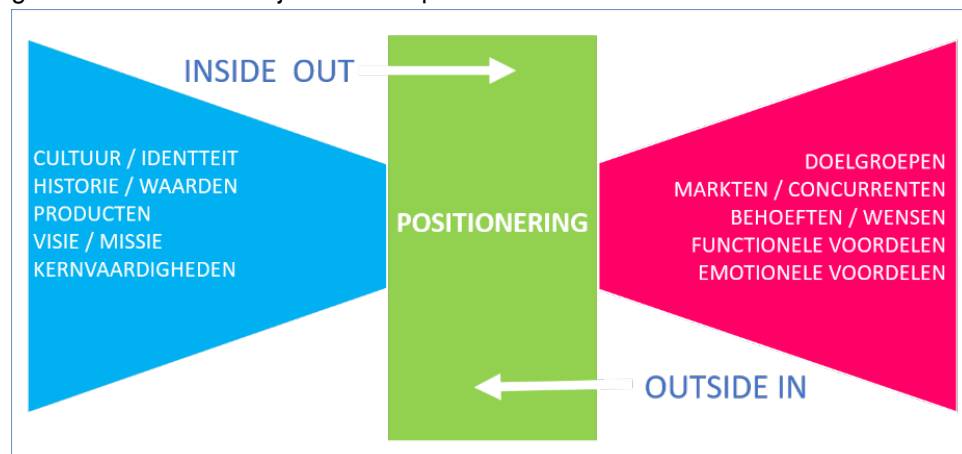 INSIDE OUT
CULTUUR / IDENTTEIT
HISTORIE / WAARDEN
PRODUCTEN
VISIE / MISSIE
KERNVAARDIGHEDEN
POSITIONERING
DOELGROEPEN
MARKTEN / CONCURRENTEN
BEHOEFTEN / WENSEN
FUNCTIONELE VOORDELEN
EMOTIONELE VOORDELEN
OUTSIDE IN